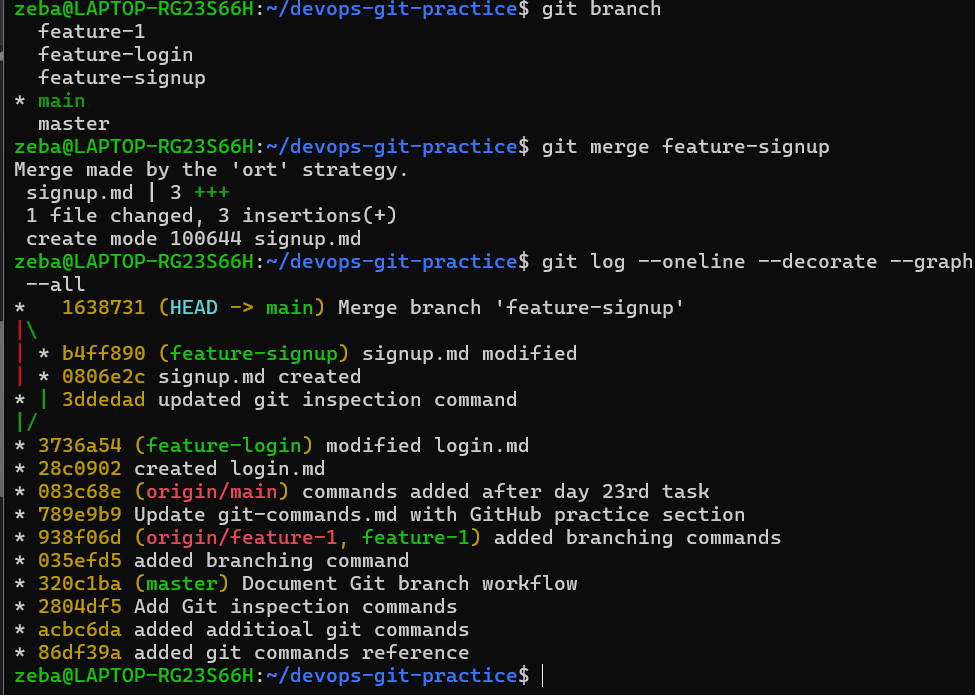 zeba@LAPTOP-RG23S66H:~/devops-git-practice$ git branch
  feature-1
  feature-login
  feature-signup
* main
  master
zeba@LAPTOP-RG23S66H:~/devops-git-practice$ git merge feature-signup
Merge made by the 'ort' strategy.
 signup.md | 3 +++
 1 file changed, 3 insertions(+)
 create mode 100644 signup.md
zeba@LAPTOP-RG23S66H:~/devops-git-practice$ git log --oneline --decorate --graph
 --all
*   1638731 (HEAD -> main) Merge branch 'feature-signup'
|\
| * b4ff890 (feature-signup) signup.md modified
| * 0806e2c signup.md created
* | 3ddedad updated git inspection command
|/
* 3736a54 (feature-login) modified login.md
* 28c0902 created login.md
* 083c68e (origin/main) commands added after day 23rd task
* 789e9b9 Update git-commands.md with GitHub practice section
* 938f06d (origin/feature-1, feature-1) added branching commands
* 035efd5 added branching command
* 320c1ba (master) Document Git branch workflow
* 2804df5 Add Git inspection commands
* acbc6da added additioal git commands
* 86df39a added git commands reference
zeba@LAPTOP-RG23S66H:~/devops-git-practice$